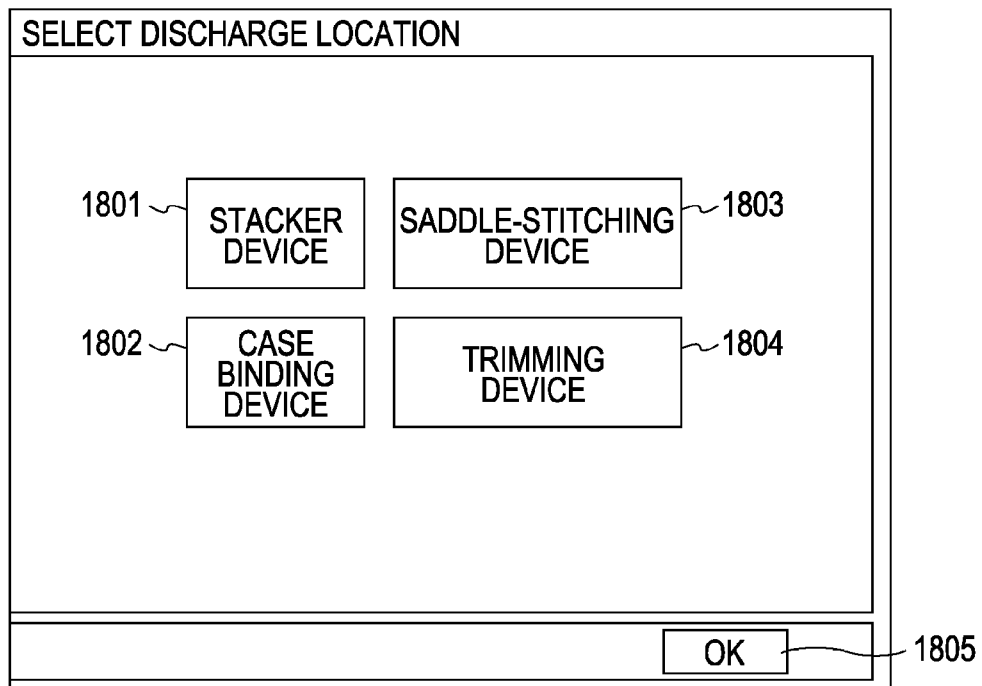 SELECT DISCHARGE LOCATION
1801
STACKER
DEVICE
SADDLE-STITCHING
DEVICE
1803
1802
CASE
BINDING
DEVICE
TRIMMING
DEVICE
1804
OK
1805